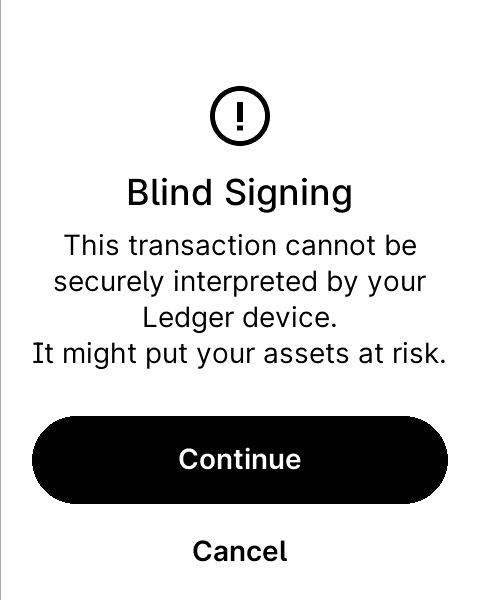 Blind Signing
This transaction cannot be
securely interpreted by your
Ledger device.
It might put your assets at risk.
Continue
Cancel